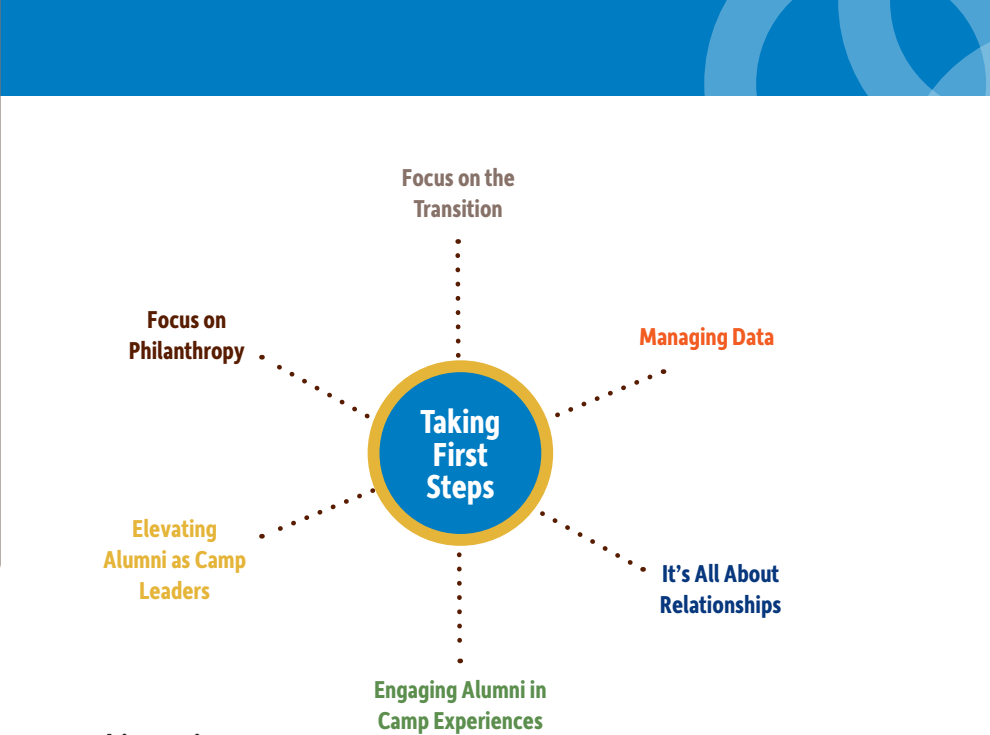 Focus on the
Transition
Focus on
Philanthropy
Managing Data
Taking
First
Steps
Elevating
Alumni as Camp
Leaders
It's All About
Relationships
Engaging Alumni in
Camp Experiences